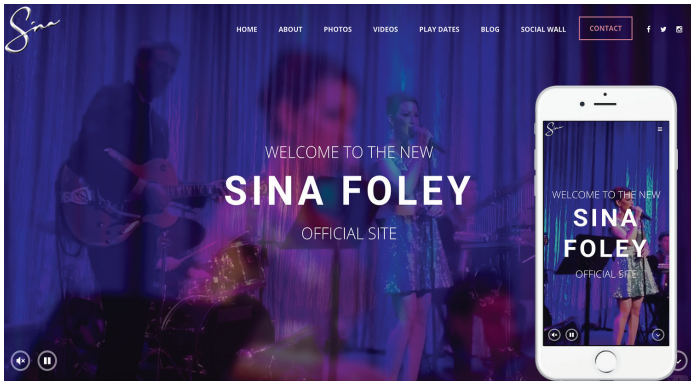 Sina
HOME ABOUT PHOTOS VIDEOS PLAY DATES BLOG SOCIAL WALL CONTACT
WELCOME TO THE NEW
SINA FOLEY
OFFICIAL SITE
Sina
WELCOME TO THE NEW
SINA
FOLEY
OFFICIAL SITE